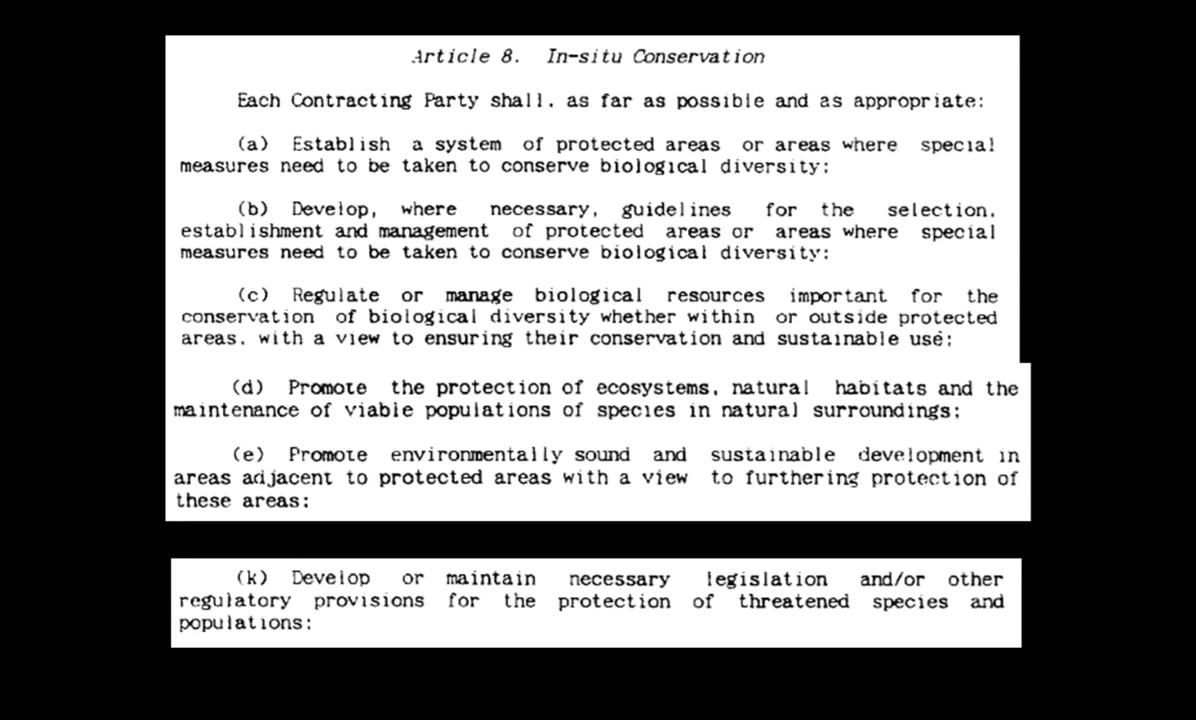 Article 8. In-situ Conservation
Each Contracting Party shall, as far as possible and as appropriate:
(a) Establish a system of protected areas or areas where special
measures need to be taken to conserve biological diversity;
(b) Develop, where necessary, guidelines for the selection,
establishment and management of protected areas or areas where special
measures need to be taken to conserve biological diversity;
(c) Regulate or manage biological resources important for the
conservation of biological diversity whether within or outside protected
areas, with a view to ensuring their conservation and sustainable use;
(d) Promote the protection of ecosystems, natural habitats and the
maintenance of viable populations of species in natural surroundings;
(e) Promote environmentally sound and sustainable development in
areas adjacent to protected areas with a view to furthering protection of
these areas;
(k) Develop or maintain necessary legislation and/or other
regulatory provisions for the protection of threatened species and
populations;